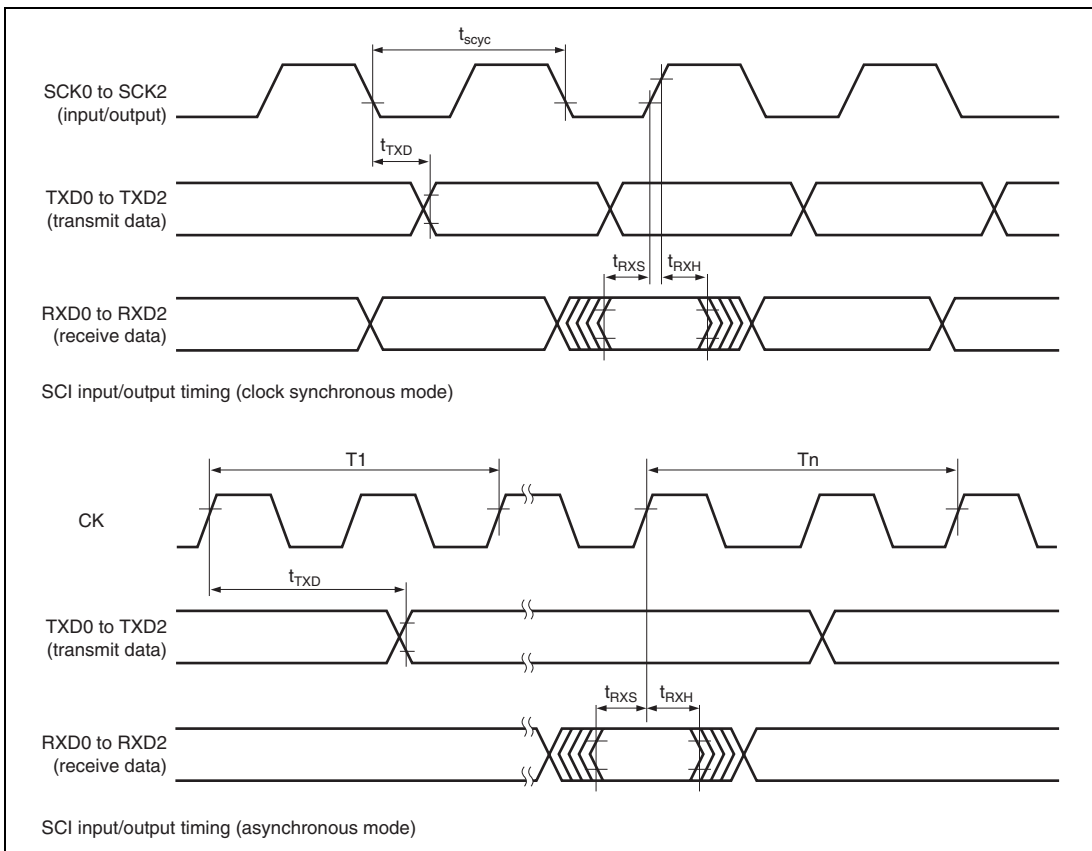 tscyc
SCK0 to SCK2
(input/output)
tTXD
TXD0 to TXD2
(transmit data)
tRXS
tRXH
RXD0 to RXD2
(receive data)
SCI input/output timing (clock synchronous mode)
T1
Tn
CK
tTXD
TXD0 to TXD2
(transmit data)
tRXS
tRXH
RXD0 to RXD2
(receive data)
SCI input/output timing (asynchronous mode)